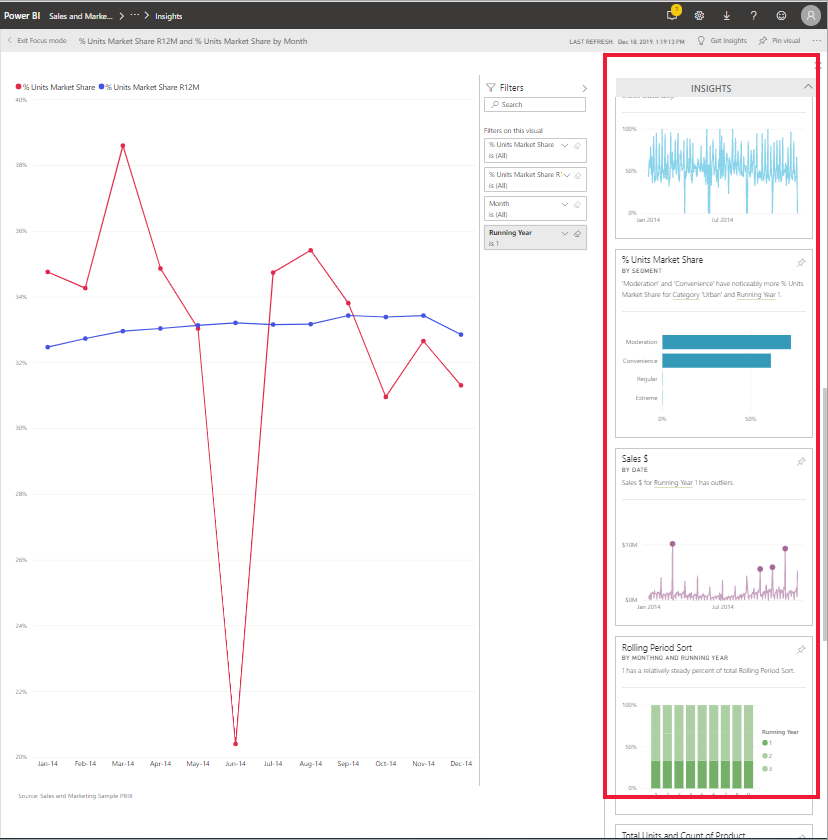 Power BI Sales and Marke... > ··· > Insights 1 ?
Exit Focus mode % Units Market Share R12M and % Units Market Share by Month LAST REFRESH: Dec 18, 2019, 1:19:13 PM Get Insights Pin visual ···
% Units Market Share % Units Market Share R12M
40%
38%
36%
34%
32%
30%
28%
26%
24%
22%
20%
Jan-14 Feb-14 Mar-14 Apr-14 May-14 Jun-14 Jul-14 Aug-14 Sep-14 Oct-14 Nov-14 Dec-14
Source: Sales and Marketing Sample PBIX
Filters
Search
Filters on this visual
% Units Market Share
is (All)
% Units Market Share R1
is (All)
Month
is (All)
Running Year
is 1
INSIGHTS
100%
50%
0%
Jan 2014 Jul 2014
% Units Market Share
BY SEGMENT
'Moderation' and 'Convenience' have noticeably more % Units
Market Share for Category 'Urban' and Running Year 1.
Moderation
Convenience
Regular
Extreme
0% 50%
Sales $
BY DATE
Sales $ for Running Year 1 has outliers.
$10M
$0M
Jan 2014 Jul 2014
Rolling Period Sort
BY MONTHNO AND RUNNING YEAR
1 has a relatively steady percent of total Rolling Period Sort.
100%
50%
0%
Running Year
1
2
3
Total Units and Count of Product